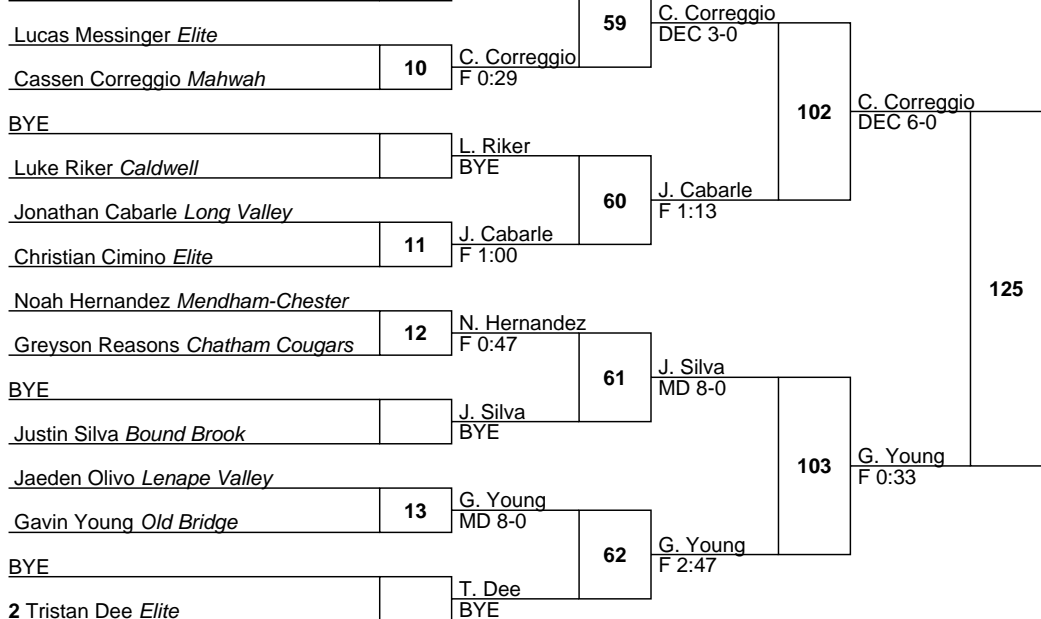 Lucas Messinger Elite
Cassen Correggio Mahwah
10
C. Correggio
F 0:29
59
C. Correggio
DEC 3-0
BYE
Luke Riker Caldwell
L. Riker
BYE
Jonathan Cabarle Long Valley
Christian Cimino Elite
11
J. Cabarle
F 1:00
60
J. Cabarle
F 1:13
102
C. Correggio
DEC 6-0
Noah Hernandez Mendham-Chester
Greyson Reasons Chatham Cougars
12
N. Hernandez
F 0:47
BYE
Justin Silva Bound Brook
J. Silva
BYE
61
J. Silva
MD 8-0
Jaeden Olivo Lenape Valley
Gavin Young Old Bridge
13
G. Young
MD 8-0
BYE
2 Tristan Dee Elite
T. Dee
BYE
62
G. Young
F 2:47
103
G. Young
F 0:33
125